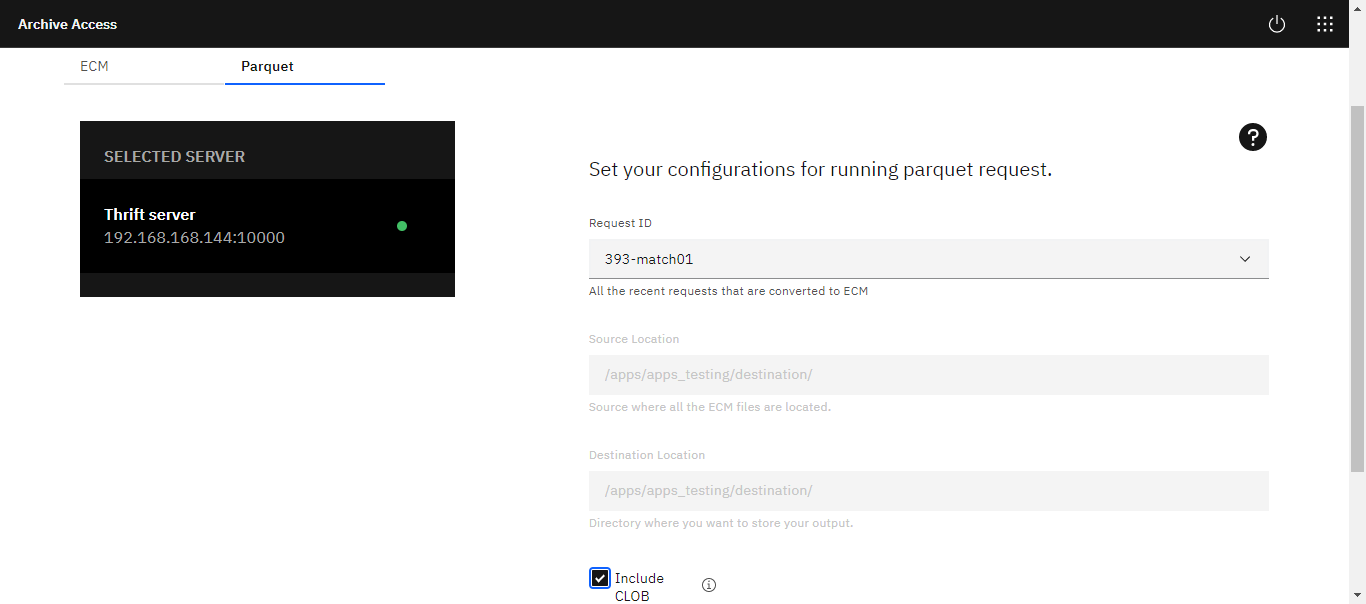 Archive Access
ECM
Parquet
SELECTED SERVER
Thrift server
192.168.168.144:10000
?
Set your configurations for running parquet request.
Request ID
393-match01
All the recent requests that are converted to ECM
Source Location
/apps/apps_testing/destination/
Source where all the ECM files are located.
Destination Location
/apps/apps_testing/destination/
Directory where you want to store your output.
Include
CLOB